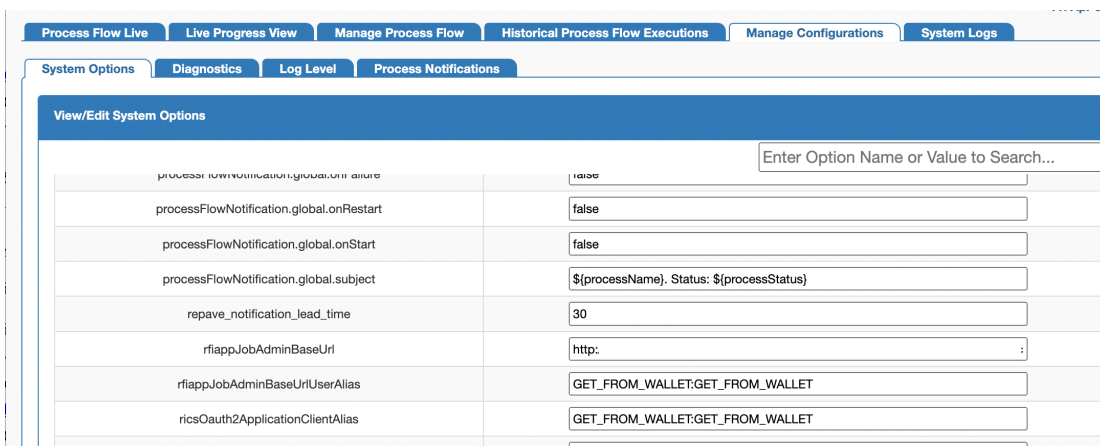 Process Flow Live Live Progress View Manage Process Flow Historical Process Flow Executions Manage Configurations System Logs
System Options Diagnostics Log Level Process Notifications
View/Edit System Options
Enter Option Name or Value to Search...
processFlowNotification.global.onFailure false
processFlowNotification.global.onRestart false
processFlowNotification.global.onStart false
processFlowNotification.global.subject ${processName}. Status: ${processStatus}
repave_notification_lead_time 30
rfiappJobAdminBaseUrl http:
rfiappJobAdminBaseUrlUserAlias GET_FROM_WALLET:GET_FROM_WALLET
ricsOauth2ApplicationClientAlias GET_FROM_WALLET:GET_FROM_WALLET